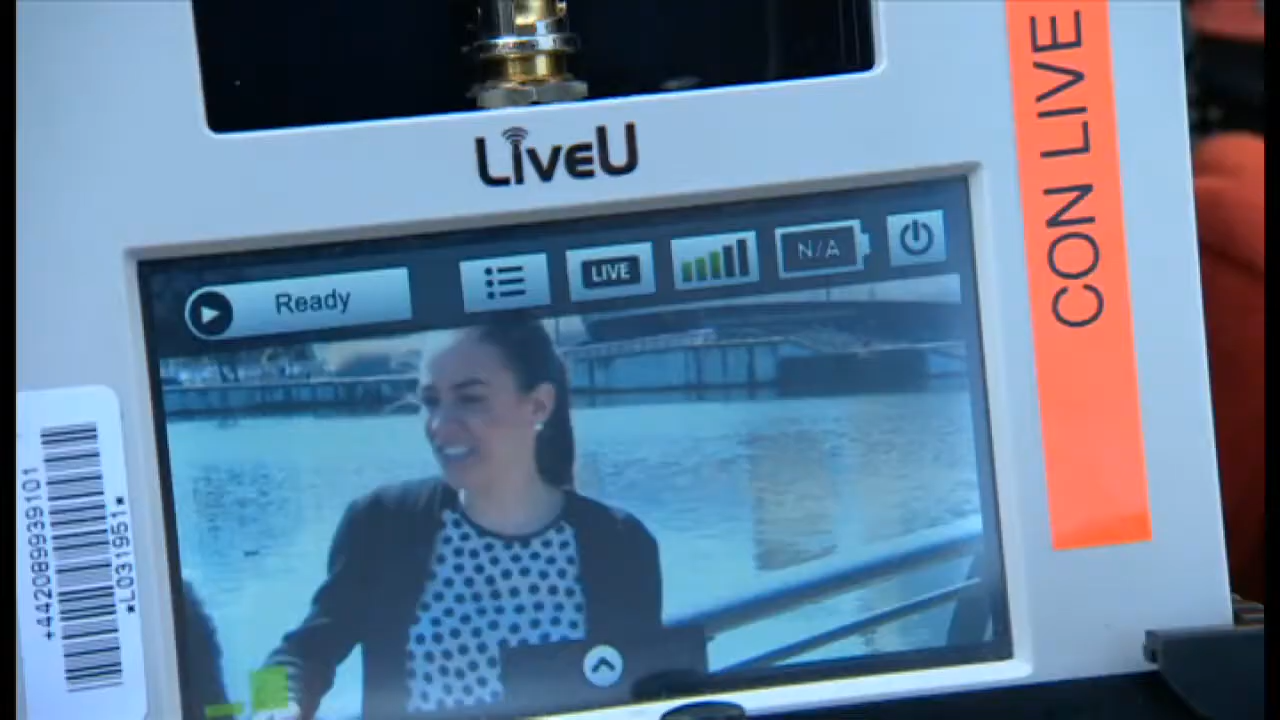 LiveU
CON LIVE
Ready
LIVE
N/A
+442089939101
*L031951*